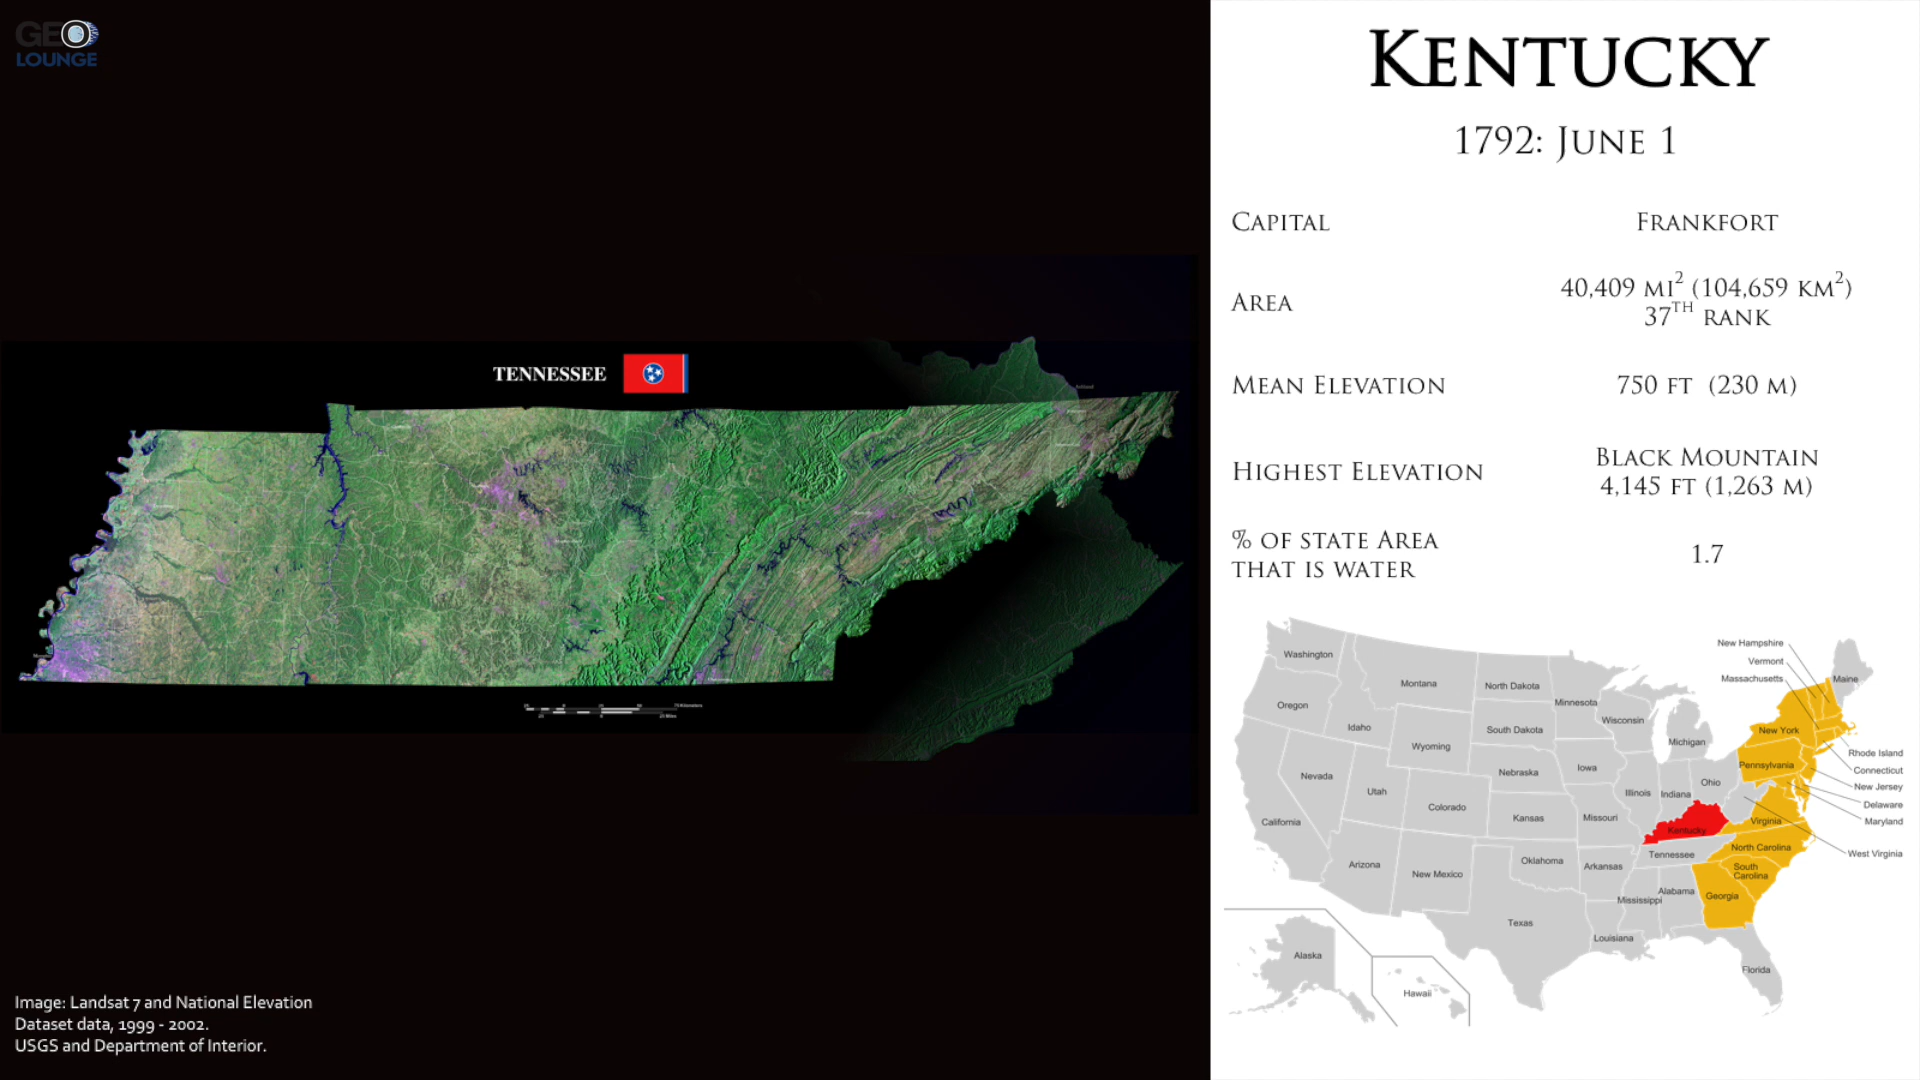 GEO
LOUNGE
TENNESSEE
Image: Landsat 7 and National Elevation
Dataset data, 1999 - 2002.
USGS and Department of Interior.
KENTUCKY
1792: JUNE 1
CAPITAL FRANKFORT
AREA 40,409 MI² (104,659 KM²)
37TH RANK
MEAN ELEVATION 750 FT (230 M)
HIGHEST ELEVATION BLACK MOUNTAIN
4,145 FT (1,263 M)
% OF STATE AREA
THAT IS WATER 1.7
New Hampshire
Vermont
Massachusetts
Washington
Montana
North Dakota
Minnesota
Maine
Oregon
Idaho
South Dakota
Wisconsin
Michigan
New York
Wyoming
Rhode Island
Nevada
Nebraska
Iowa
Pennsylvania
Connecticut
Utah
Illinois
Indiana
Ohio
New Jersey
Colorado
Delaware
California
Kansas
Missouri
Kentucky
Virginia
Maryland
West Virginia
Arizona
New Mexico
Oklahoma
Arkansas
Tennessee
North Carolina
South
Carolina
Mississippi
Alabama
Georgia
Texas
Louisiana
Alaska
Hawaii
Florida